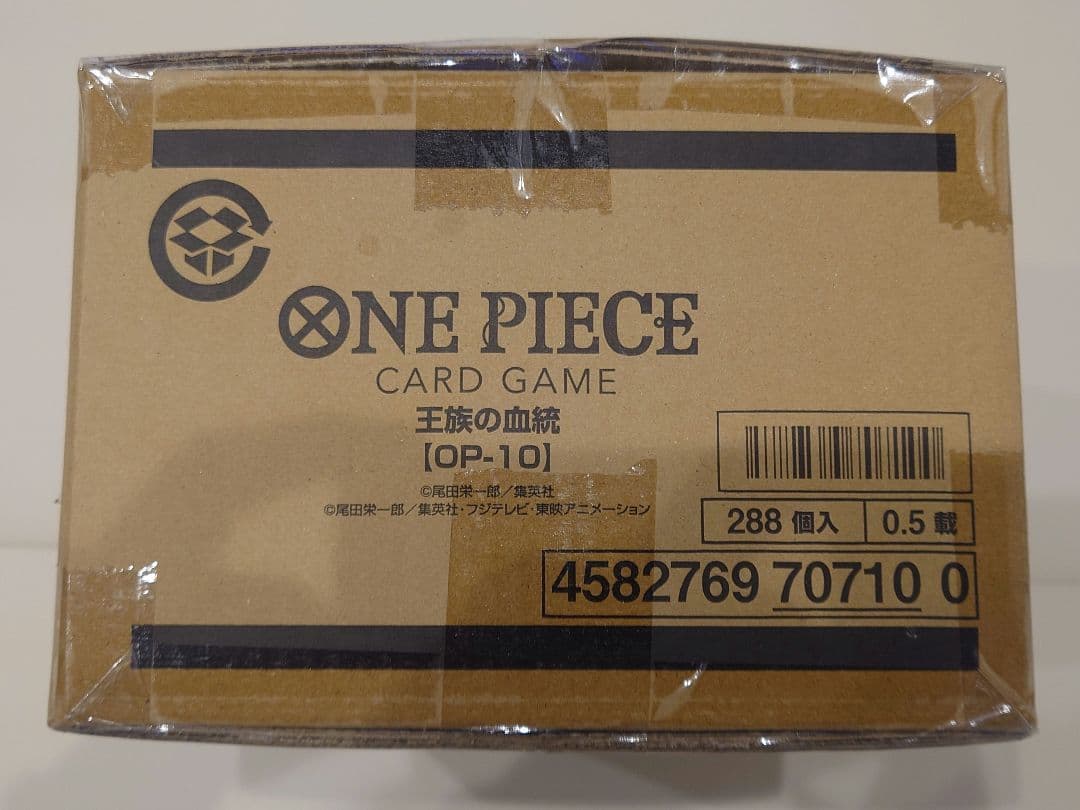 ONE PIECE
CARD GAME
王族の血統
【OP-10】
©尾田栄一郎／集英社
©尾田栄一郎／集英社・フジテレビ・東映アニメーション
288 個入
0.5 載
4582769 70710 0